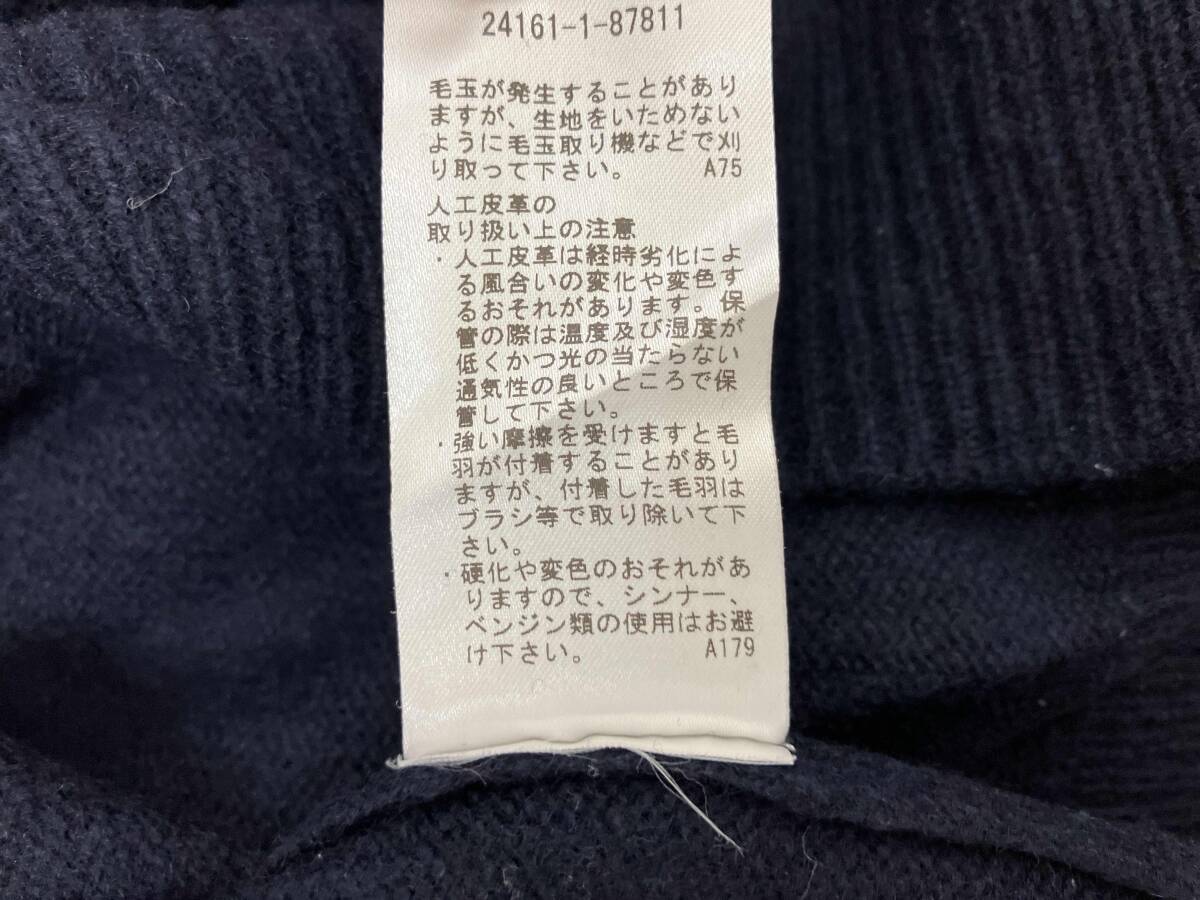 24161-1-87811
毛玉が発生することがあり
ますが、生地をいためない
ように毛玉取り機などで刈
り取って下さい。 A75
人工皮革の
取り扱い上の注意
・人工皮革は経時劣化によ
る風合いの変化や変色す
るおそれがあります。保
管の際は温度及び湿度が
低くかつ光の当たらない
通気性の良いところで保
管して下さい。
・強い摩擦を受けますと毛
羽が付着することがあり
ますが、付着した毛羽は
ブラシ等で取り除いて下
さい。
・硬化や変色のおそれがあ
りますので、シンナー、
ベンジン類の使用はお避
け下さい。 A179